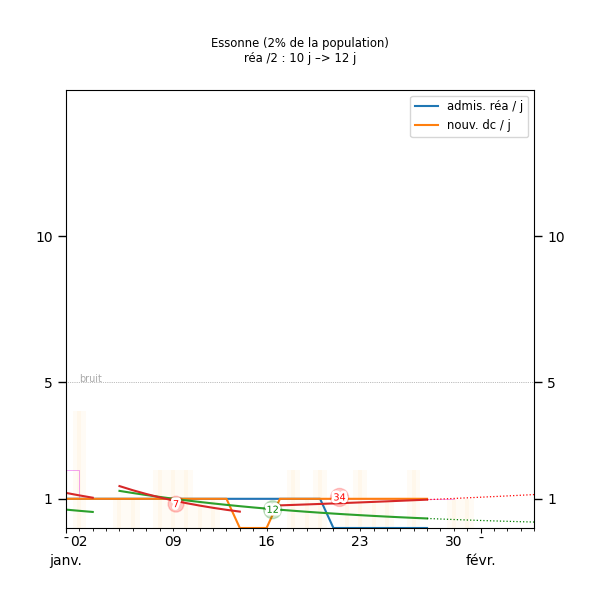 Essonne (2% de la population)
réa /2 : 10 j –> 12 j
admis. réa / j
nouv. dc / j
10
10
bruit
5
5
7
12
34
1
1
02
09
16
23
30
janv.
févr.